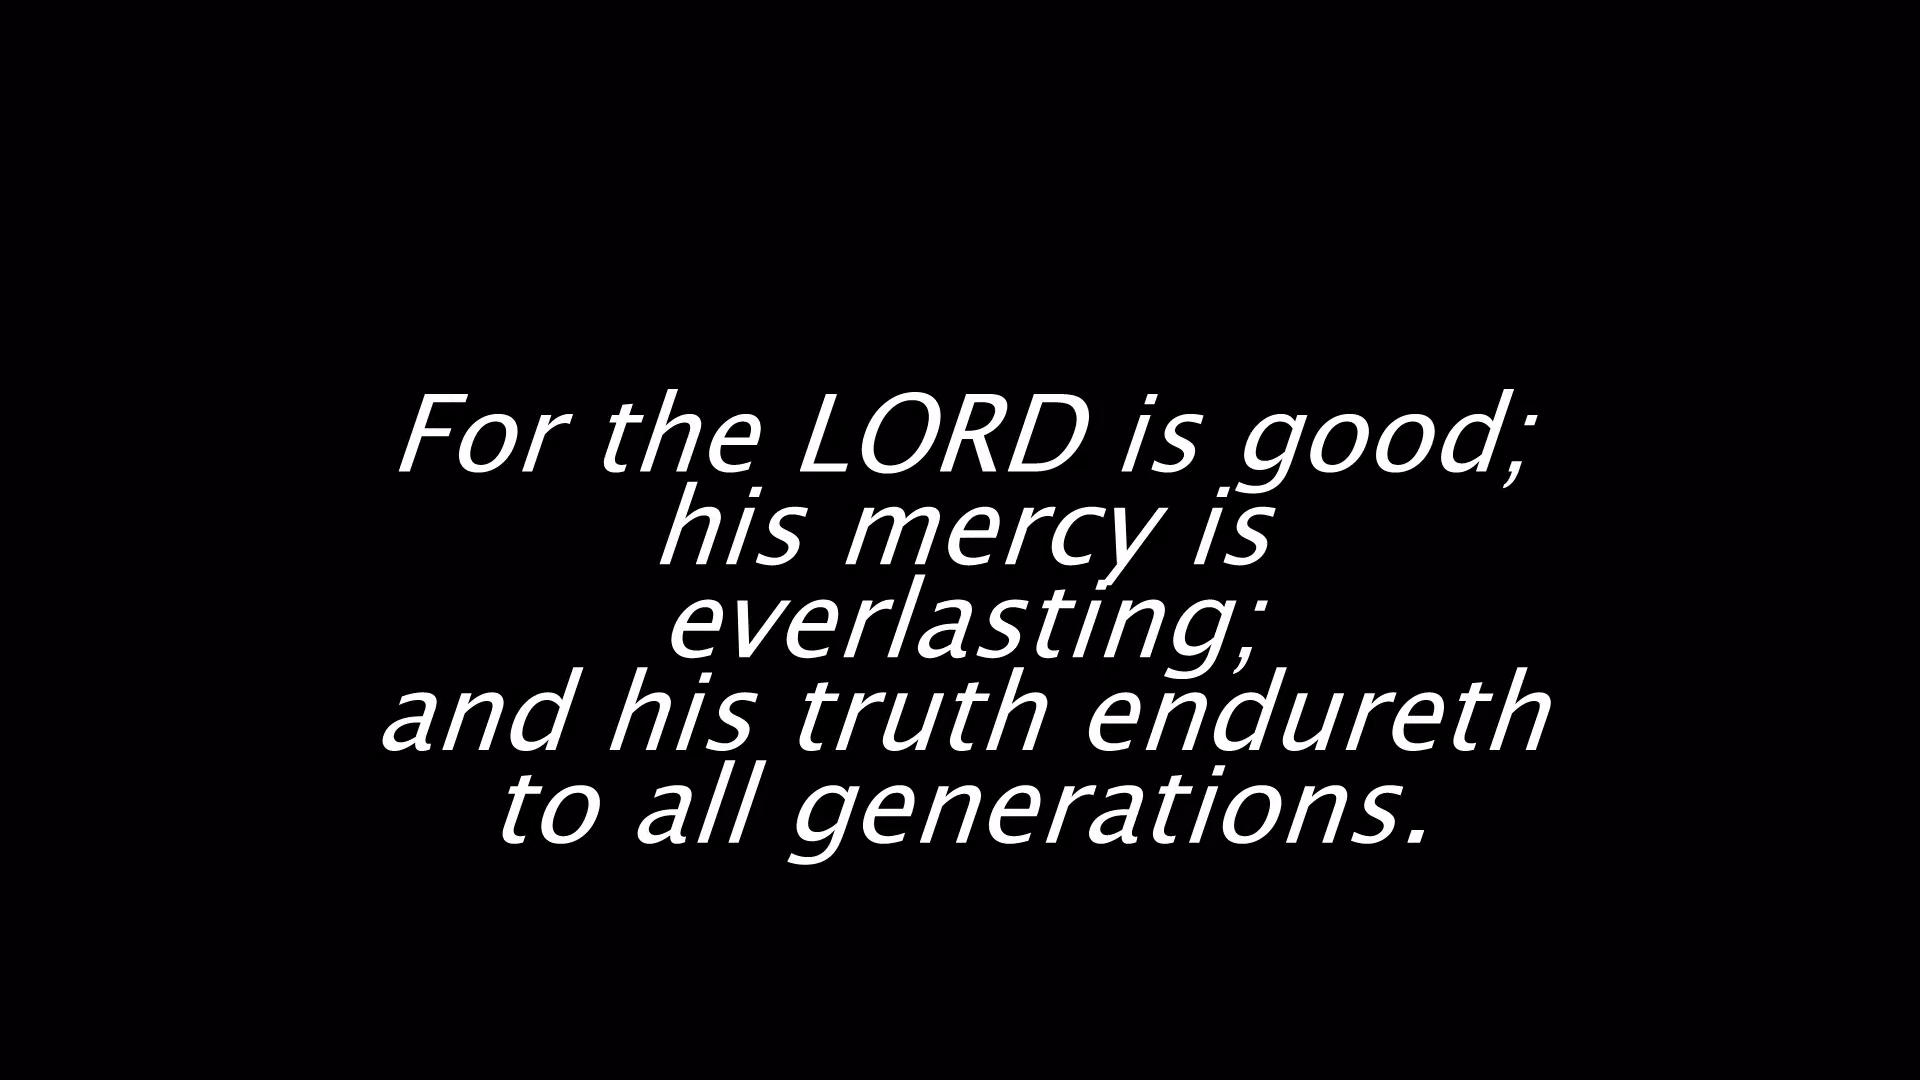 For the LORD is good;
his mercy is
everlasting;
and his truth endureth
to all generations.